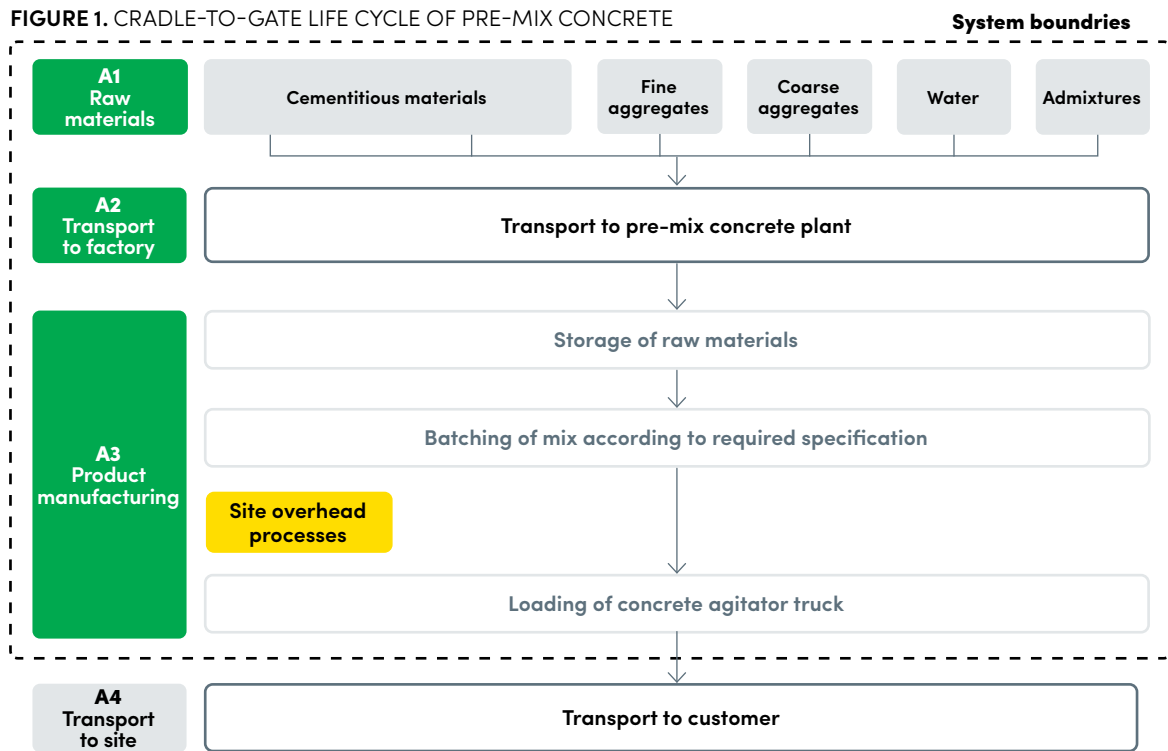 FIGURE 1. CRADLE-TO-GATE LIFE CYCLE OF PRE-MIX CONCRETE
System boundries
A1
Raw
materials
Cementitious materials
Fine
aggregates
Coarse
aggregates
Water
Admixtures
A2
Transport
to factory
Transport to pre-mix concrete plant
A3
Product
manufacturing
Storage of raw materials
Batching of mix according to required specification
Site overhead
processes
Loading of concrete agitator truck
A4
Transport
to site
Transport to customer